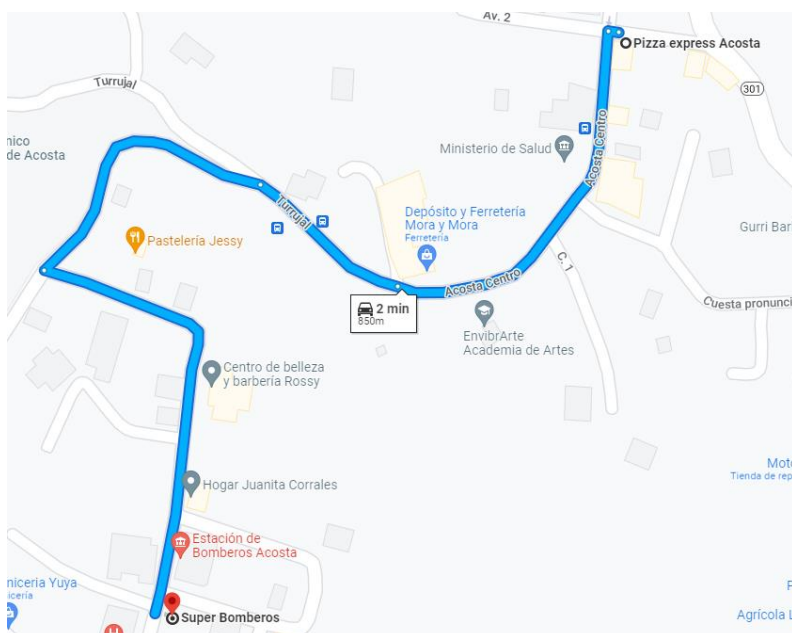 Av. 2
Pizza express Acosta
Turrujal
301
nico
de Acosta
Ministerio de Salud
Acosta Centro
Depósito y Ferretería
Mora y Mora
Ferretería
Turrujal
Pastelería Jessy
Gurri Bar
C. 1
Acosta Centro
2 min
850m
Cuesta pronunci
EnvibrArte
Academia de Artes
Centro de belleza
y barbería Rossy
Moto
Tienda de rep
Hogar Juanita Corrales
Estación de
Bomberos Acosta
niceria Yuya
icería
Super Bomberos
Agrícola L